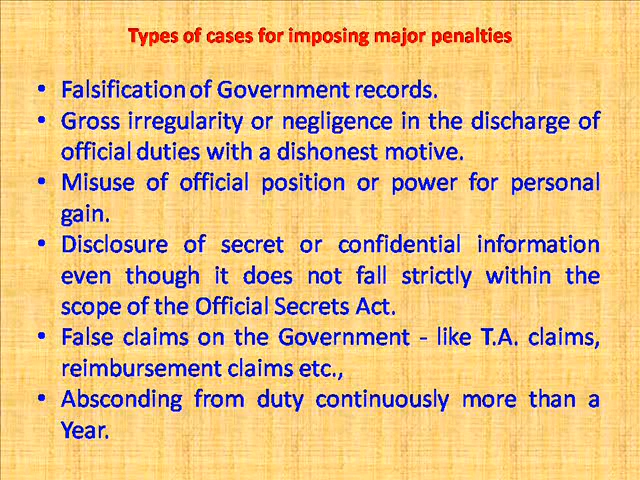 Types of cases for imposing major penalties
• Falsification of Government records.
• Gross irregularity or negligence in the discharge of
official duties with a dishonest motive.
• Misuse of official position or power for personal
gain.
• Disclosure of secret or confidential information
even though it does not fall strictly within the
scope of the Official Secrets Act.
• False claims on the Government - like T.A. claims,
reimbursement claims etc.,
• Absconding from duty continuously more than a
Year.